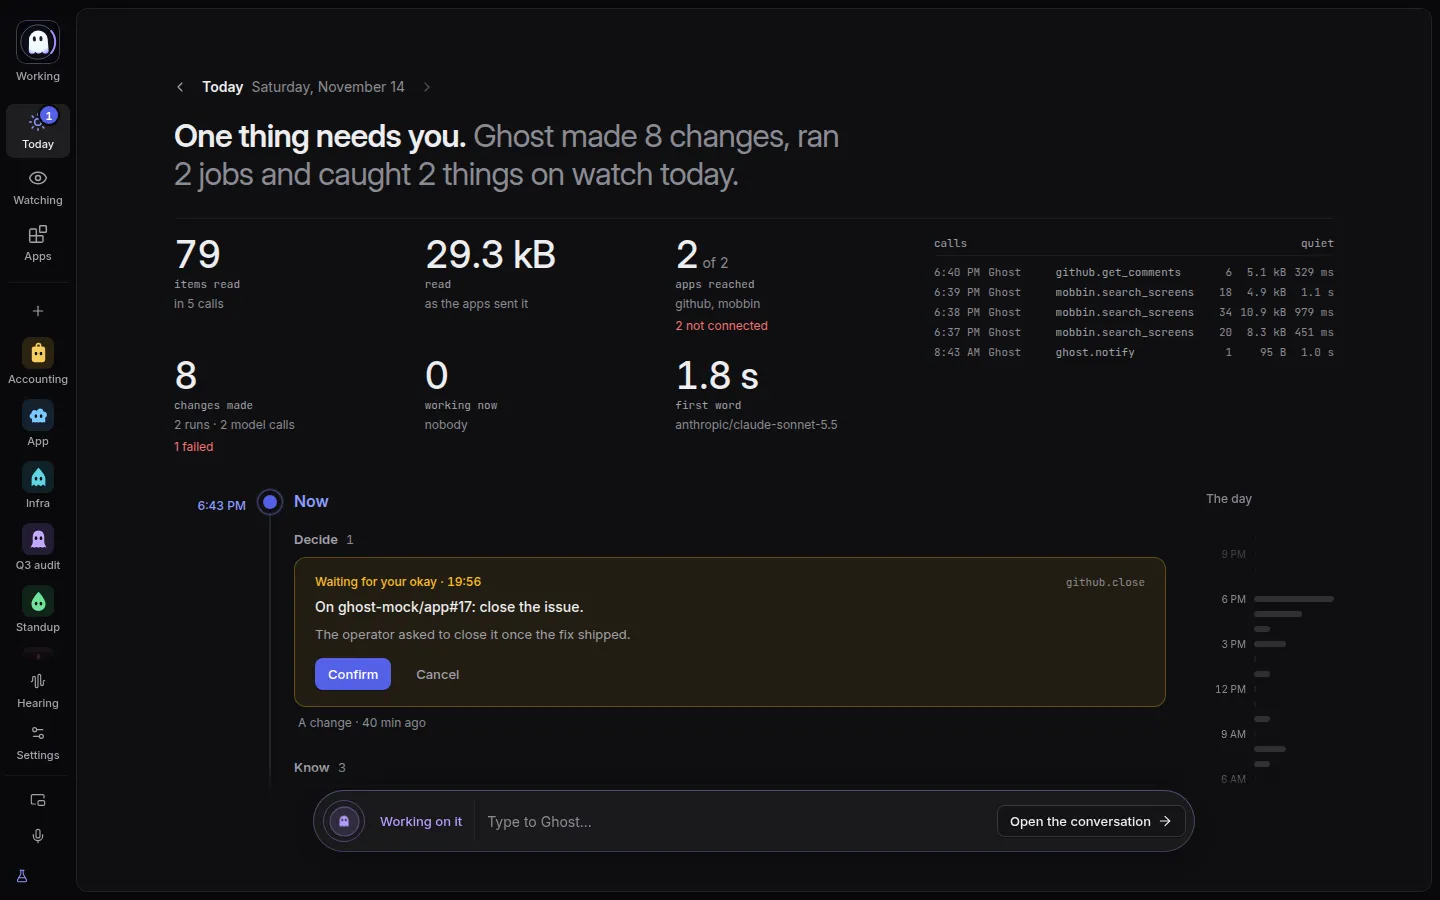 Working
1
Today
Watching
Apps
Accounting
App
Infra
Q3 audit
Standup
Hearing
Settings
Today Saturday, November 14
One thing needs you. Ghost made 8 changes, ran
2 jobs and caught 2 things on watch today.
79
items read
in 5 calls
29.3 kB
read
as the apps sent it
2 of 2
apps reached
github, mobbin
2 not connected
8
changes made
2 runs · 2 model calls
1 failed
0
working now
nobody
1.8 s
first word
anthropic/claude-sonnet-5.5
calls quiet
6:40 PM Ghost github.get_comments 6 5.1 kB 329 ms
6:39 PM mobbin.search_screens 18 4.9 kB 1.1 s
6:38 PM mobbin.search_screens 34 10.9 kB 979 ms
6:37 PM mobbin.search_screens 20 8.3 kB 451 ms
8:43 AM Ghost ghost.notify 1 95 B 1.0 s
6:43 PM Now
Decide 1
Waiting for your okay · 19:56 github.close
On ghost-mock/app#17: close the issue.
The operator asked to close it once the fix shipped.
Confirm Cancel
A change · 40 min ago
Know 3
The day
9 PM
6 PM
3 PM
12 PM
9 AM
6 AM
Working on it Type to Ghost... Open the conversation